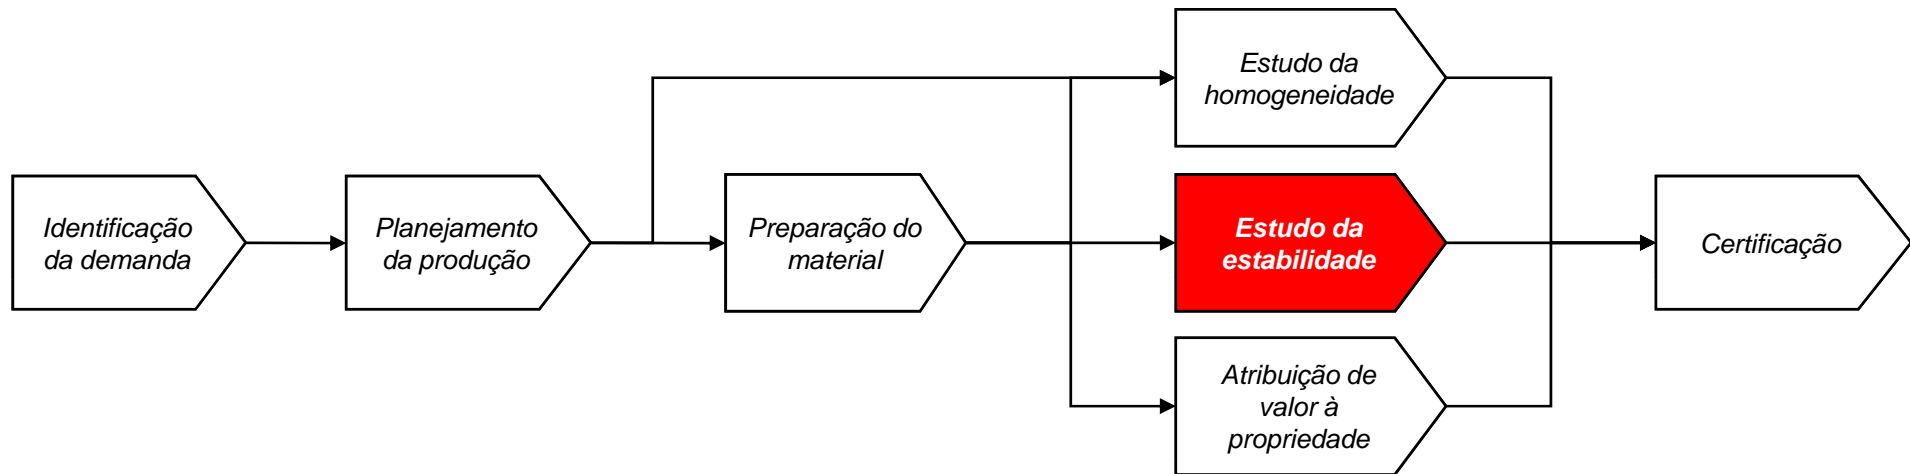 Identificação
da demanda
Planejamento
da produção
Preparação do
material
Estudo da
homogeneidade
Estudo da
estabilidade
Atribuição de
valor à
propriedade
Certificação